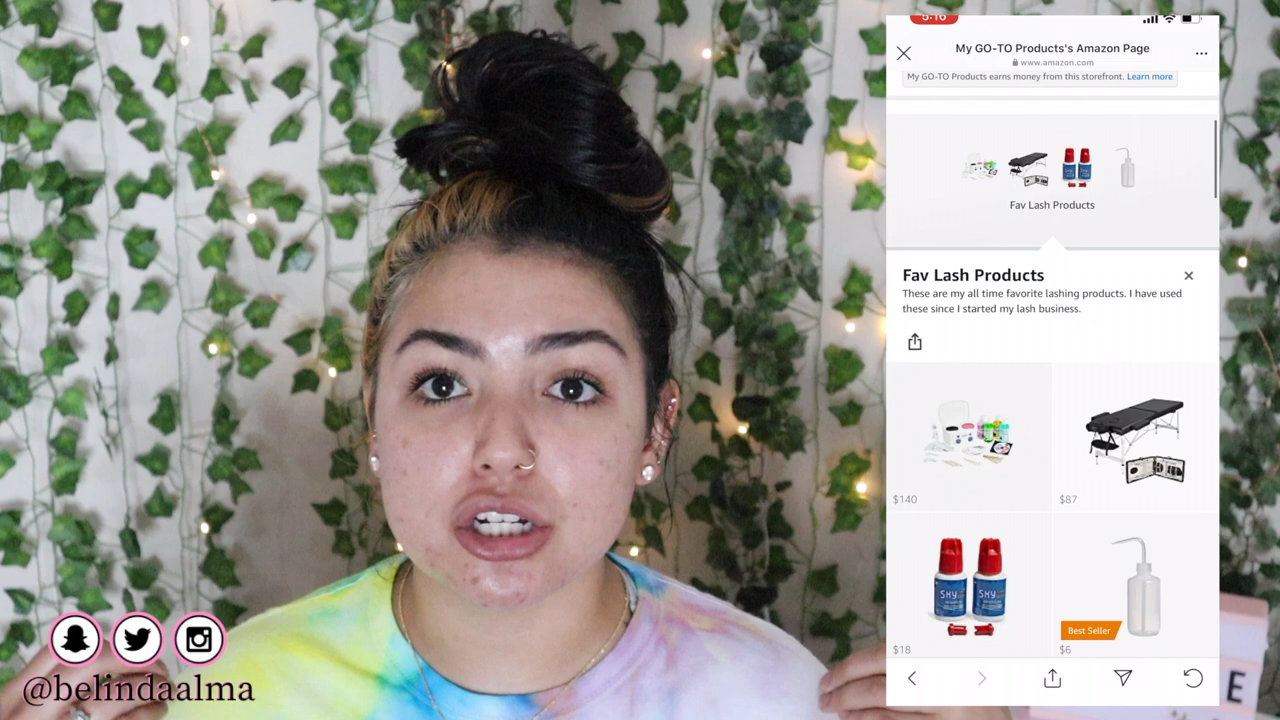 5:16
My GO-TO Products's Amazon Page
www.amazon.com
My GO-TO Products earns money from this storefront. Learn more
Fav Lash Products
Fav Lash Products
These are my all time favorite lashing products. I have used
these since I started my lash business.
$140
$87
SKY
SKY
Best Seller
$18
$6
@belindaalma
E